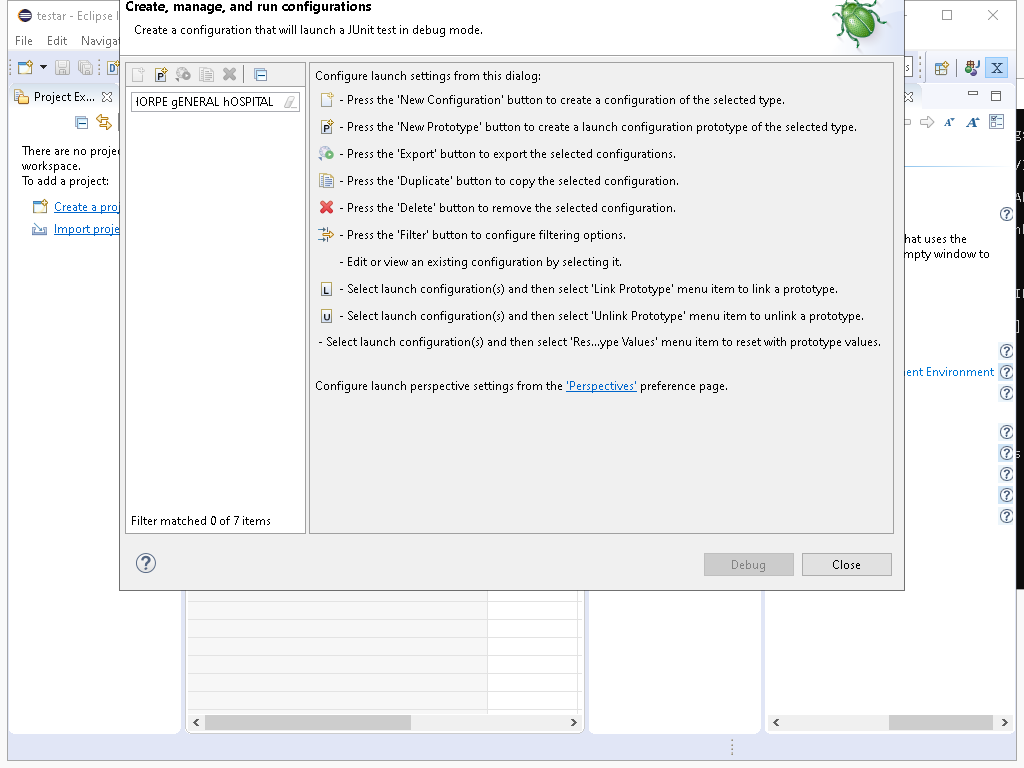 testar - Eclipse
File Edit
Create, manage, and run configurations
Create a configuration that will launch a JUnit test in debug mode.
Project Ex...
There are no
workspace.
To add a project:
Create a
Import
gENERAL hOSPITAL
Filter matched 0 of 7 items
Configure launch settings from this dialog:
- Press the 'New Configuration' button to create a configuration of the selected type.
- Press the 'New Prototype' button to create a launch configuration prototype of the selected type.
- Press the 'Export' button to export the selected configurations.
- Press the 'Duplicate' button to copy the selected configuration.
- Press the 'Delete' button to remove the selected configuration.
- Press the 'Filter' button to configure filtering options.
- Edit or view an existing configuration by selecting it.
L - Select launch configuration(s) and then select 'Link Prototype' menu item to link a prototype.
U - Select launch configuration(s) and then select 'Unlink Prototype' menu item to unlink a prototype.
- Select launch configuration(s) and then select 'Res...ype Values' menu item to reset with prototype values.
Configure launch perspective settings from the 'Perspectives' preference page.
Debug Close
that uses the
window to
Environment